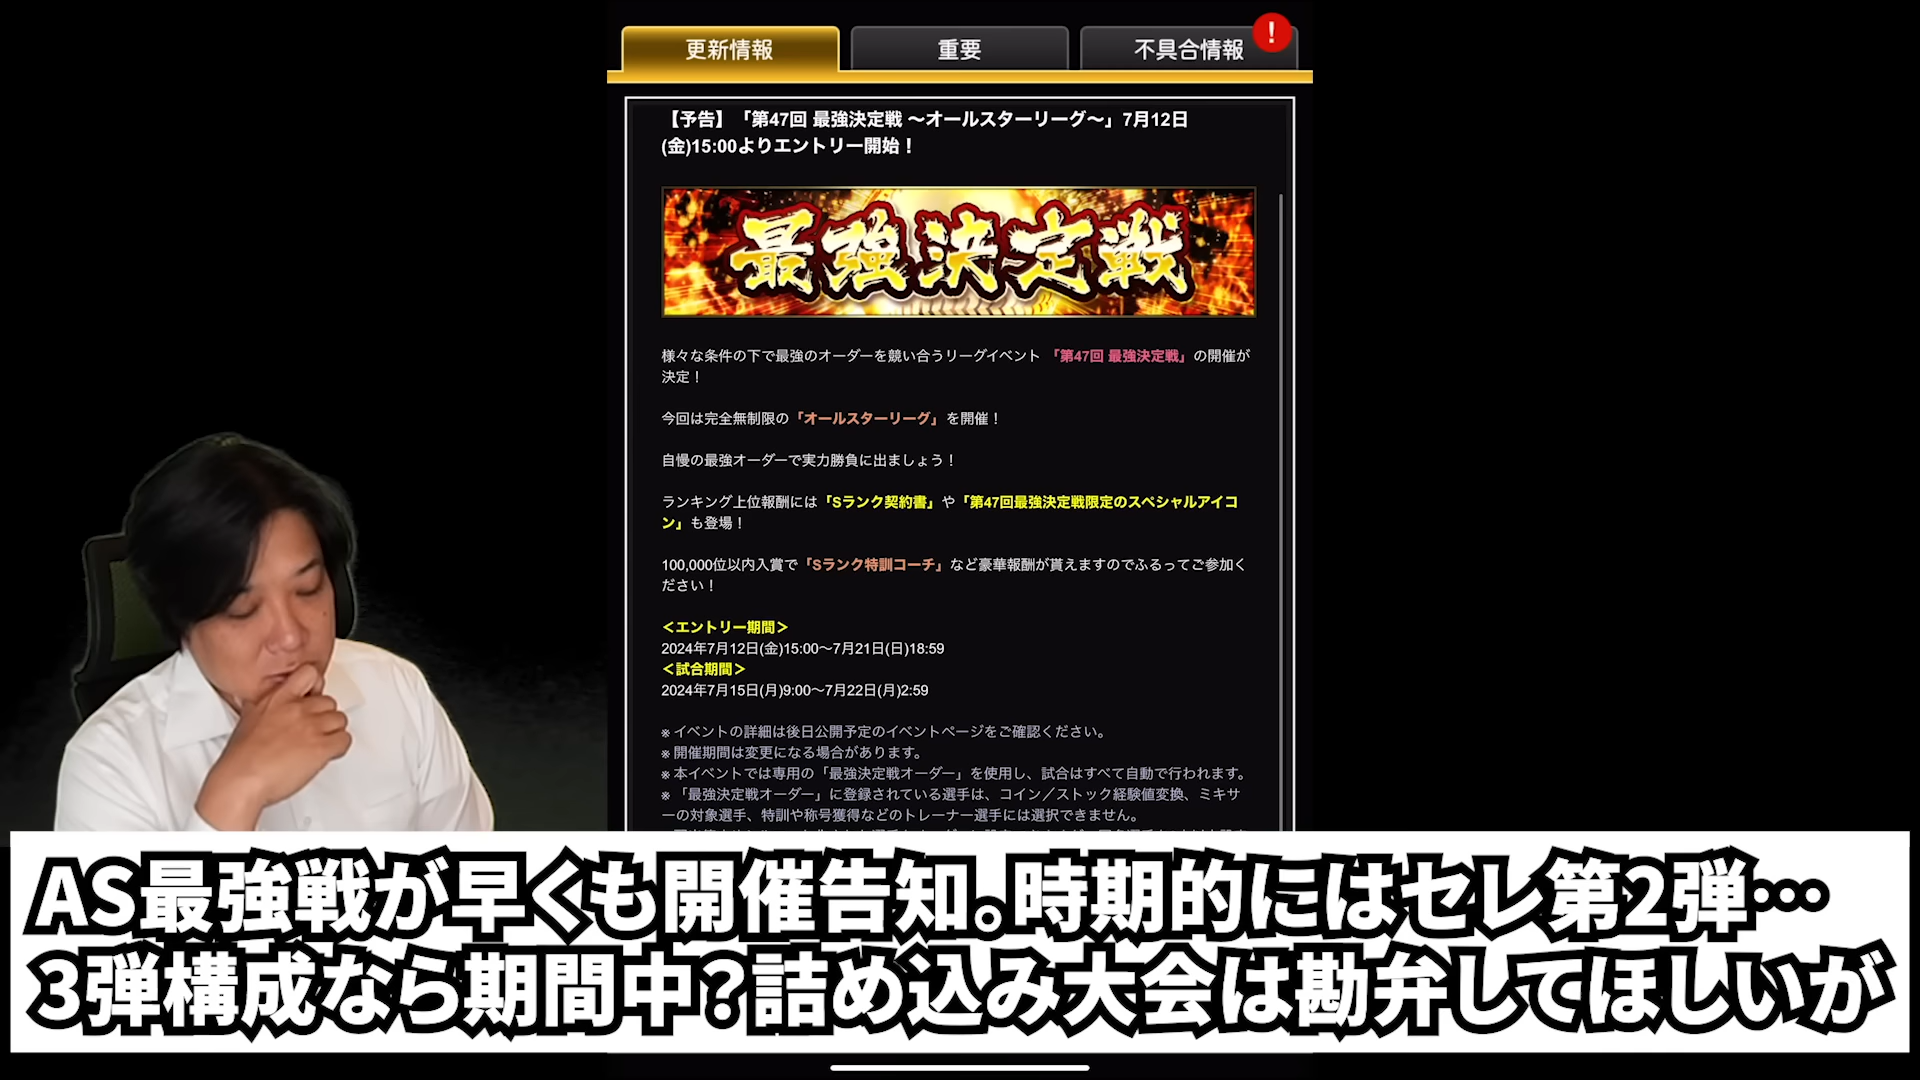 更新情報
重要
不具合情報
!
【予告】「第47回 最強決定戦 〜オールスターリーグ〜」7月12日
(金)15:00よりエントリー開始！
最強決定戦
様々な条件の下で最強のオーダーを競い合うリーグイベント 「第47回 最強決定戦」の開催が
決定！
今回は完全無制限の「オールスターリーグ」を開催！
自慢の最強オーダーで実力勝負に出ましょう！
ランキング上位報酬には「Sランク契約書」や「第47回最強決定戦限定のスペシャルアイコ
ン」も登場！
100,000位以内入賞で「Sランク特訓コーチ」など豪華報酬が貰えますのでふるってご参加く
ださい！
＜エントリー期間＞
2024年7月12日(金)15:00〜7月21日(日)18:59
＜試合期間＞
2024年7月15日(月)9:00〜7月22日(月)2:59
※ イベントの詳細は後日公開予定のイベントページをご確認ください。
※ 開催期間は変更になる場合があります。
※ 本イベントでは専用の「最強決定戦オーダー」を使用し、試合はすべて自動で行われます。
※ 「最強決定戦オーダー」に登録されている選手は、コイン／ストック経験値変換、ミキサ
ーの対象選手、特訓や称号獲得などのトレーナー選手には選択できません。
AS最強戦が早くも開催告知。時期的にはセレ第2弾…
3弾構成なら期間中？詰め込み大会は勘弁してほしいが